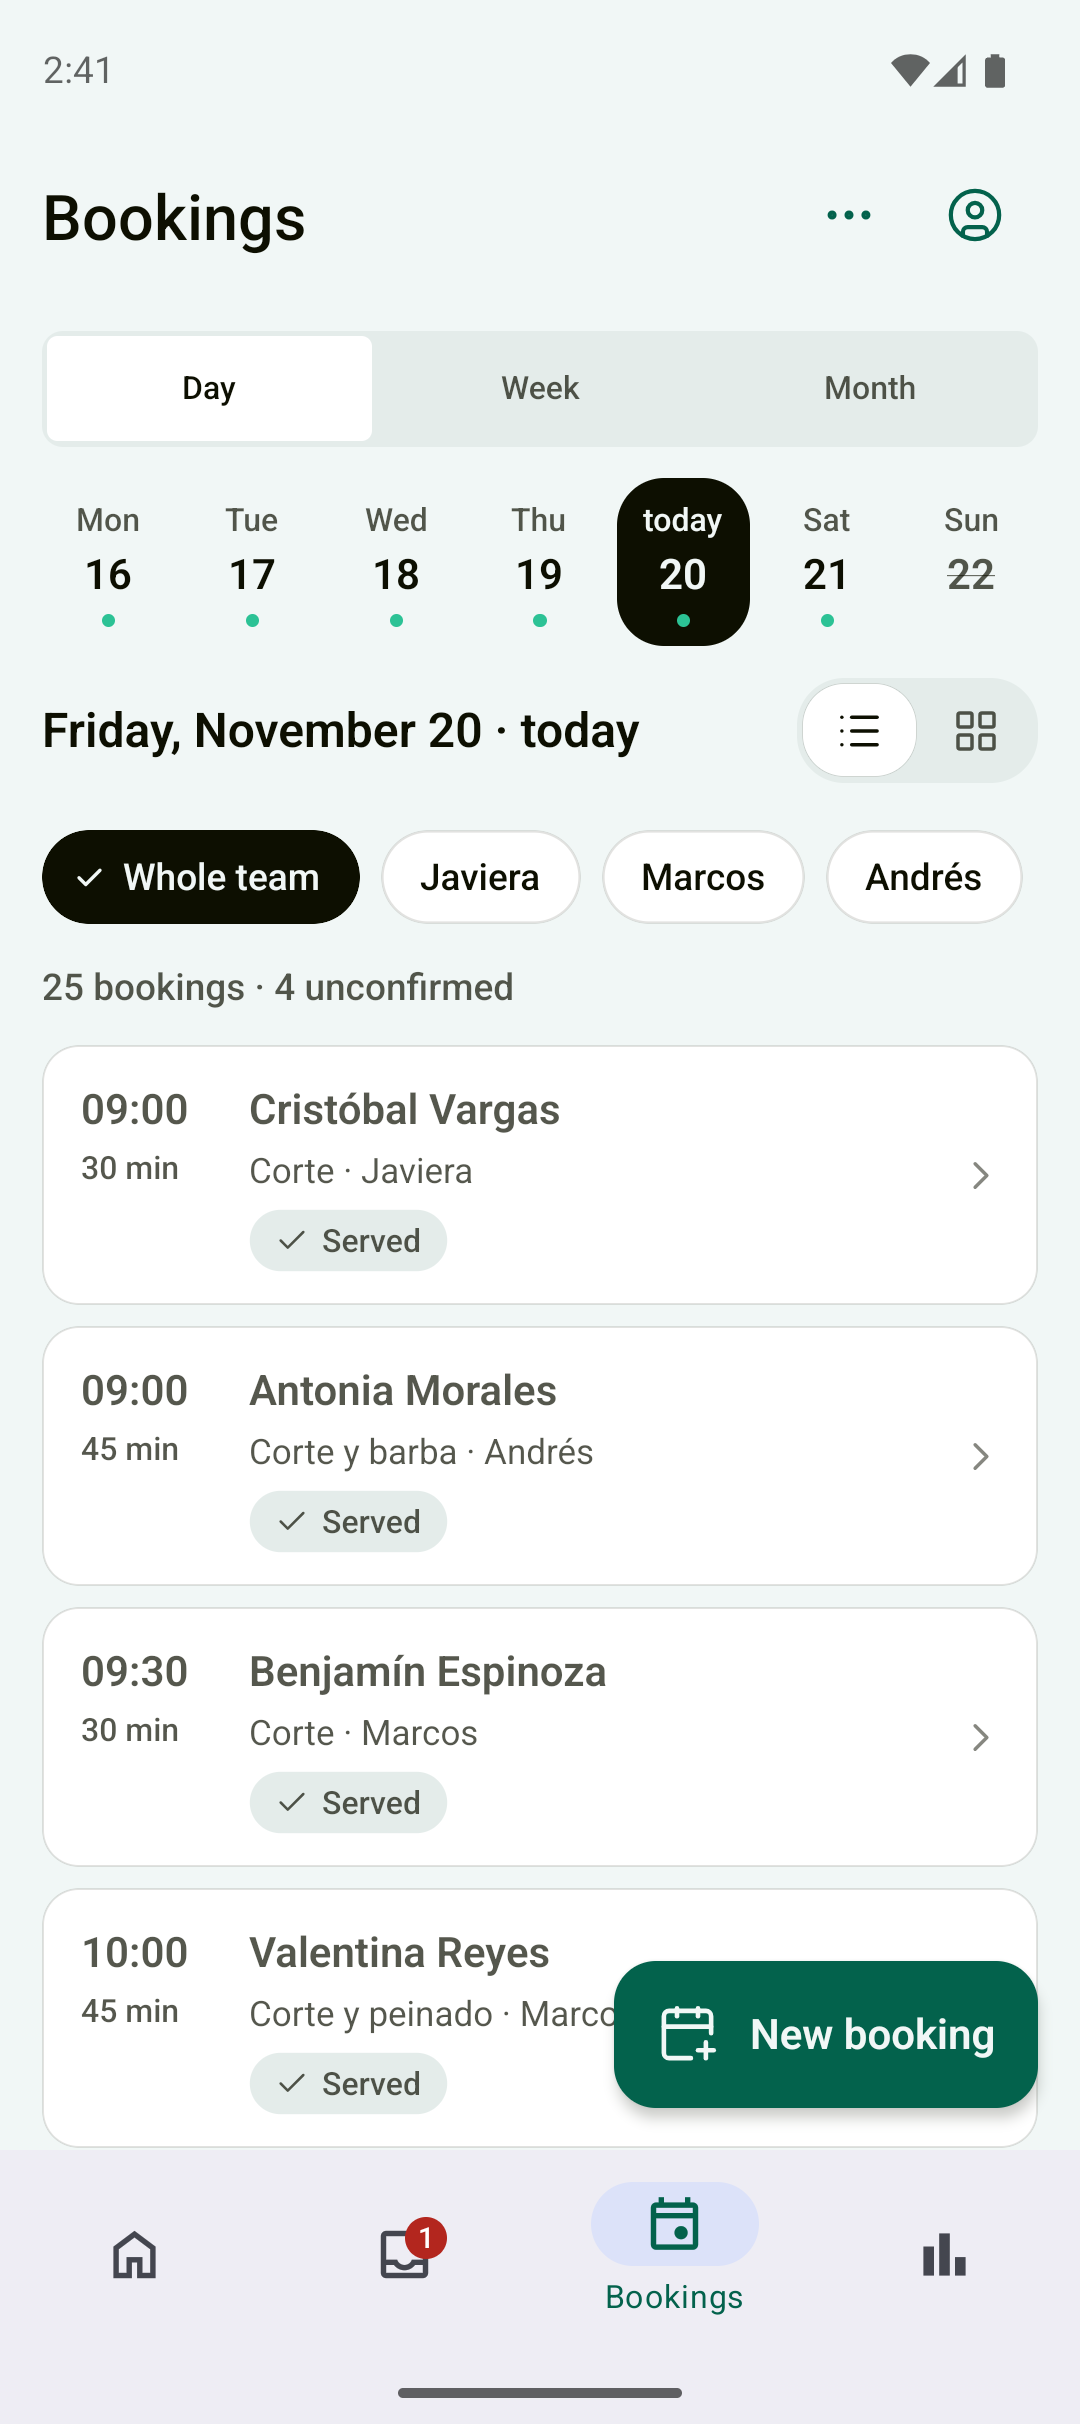 2:41
Bookings
Day Week Month
Mon Tue Wed Thu today Sat Sun
16 17 18 19 20 21 22
Friday, November 20 · today
Whole team Javiera Marcos Andrés
25 bookings · 4 unconfirmed
09:00 Cristóbal Vargas
30 min Corte · Javiera
Served
09:00 Antonia Morales
45 min Corte y barba · Andrés
Served
09:30 Benjamín Espinoza
30 min Corte · Marcos
Served
10:00 Valentina Reyes
45 min Corte y peinado · Marco
Served
New booking
1
Bookings